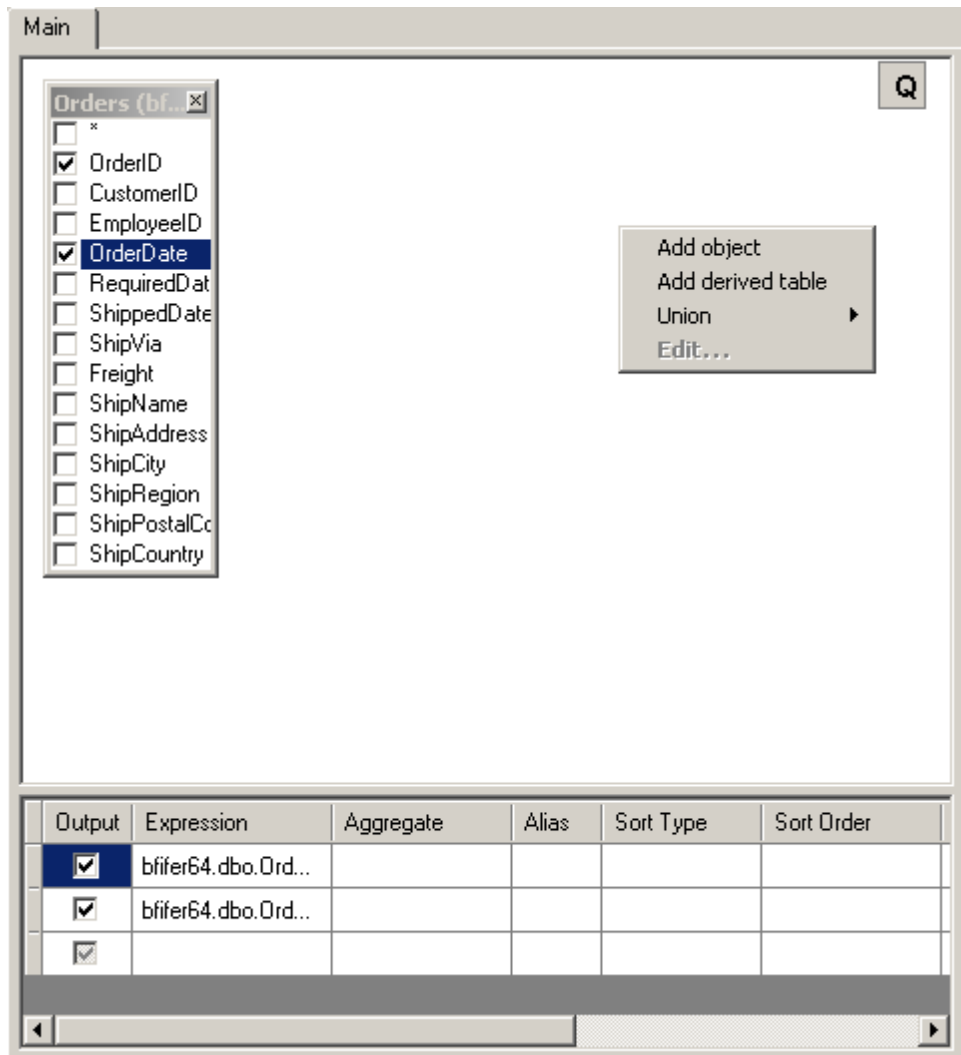 Main
Q
Orders (bf...
*
OrderID
CustomerID
EmployeeID
OrderDate
RequiredDat
ShippedDate
ShipVia
Freight
ShipName
ShipAddress
ShipCity
ShipRegion
ShipPostalCo
ShipCountry
Add object
Add derived table
Union
Edit...
Output Expression Aggregate Alias Sort Type Sort Order
bfifer64.dbo.Ord...
bfifer64.dbo.Ord...